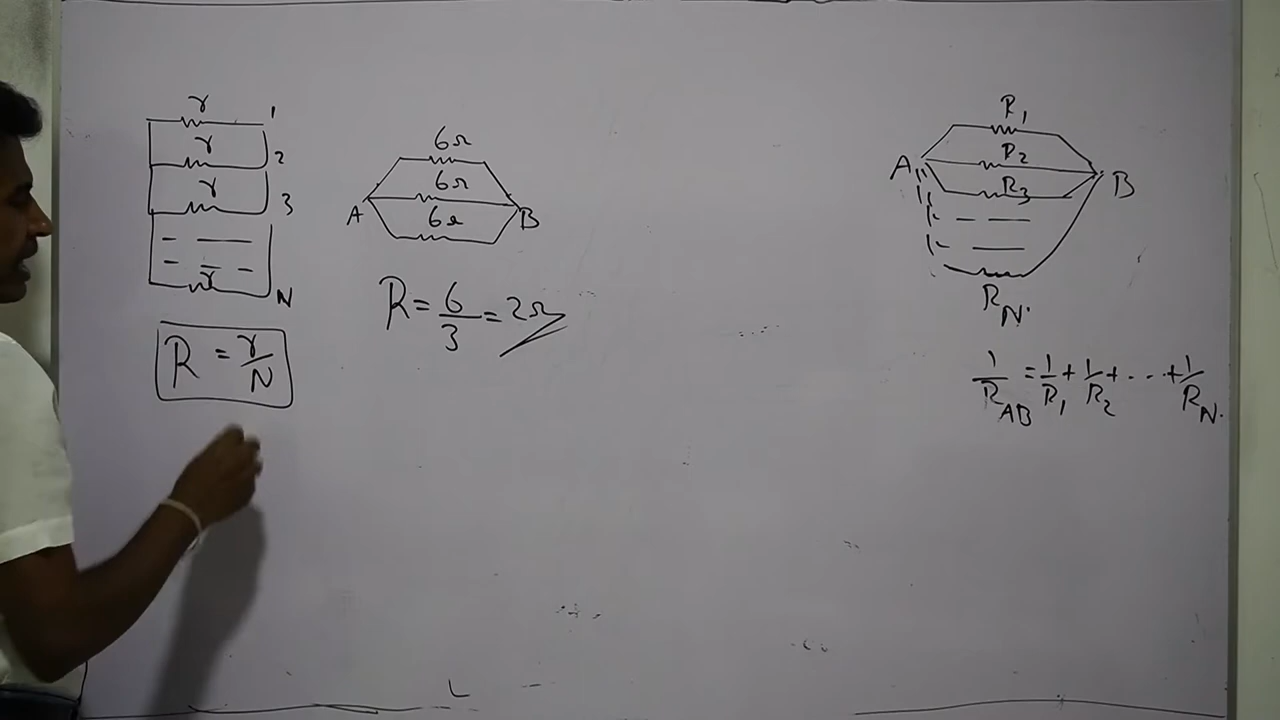 r 1
r 2
r 3
r N
R = r/N
6Ω
6Ω
6Ω
A B
R = 6/3 = 2Ω
R1
R2
R3
A B
RN.
1/RAB = 1/R1 + 1/R2 + ... + 1/RN.